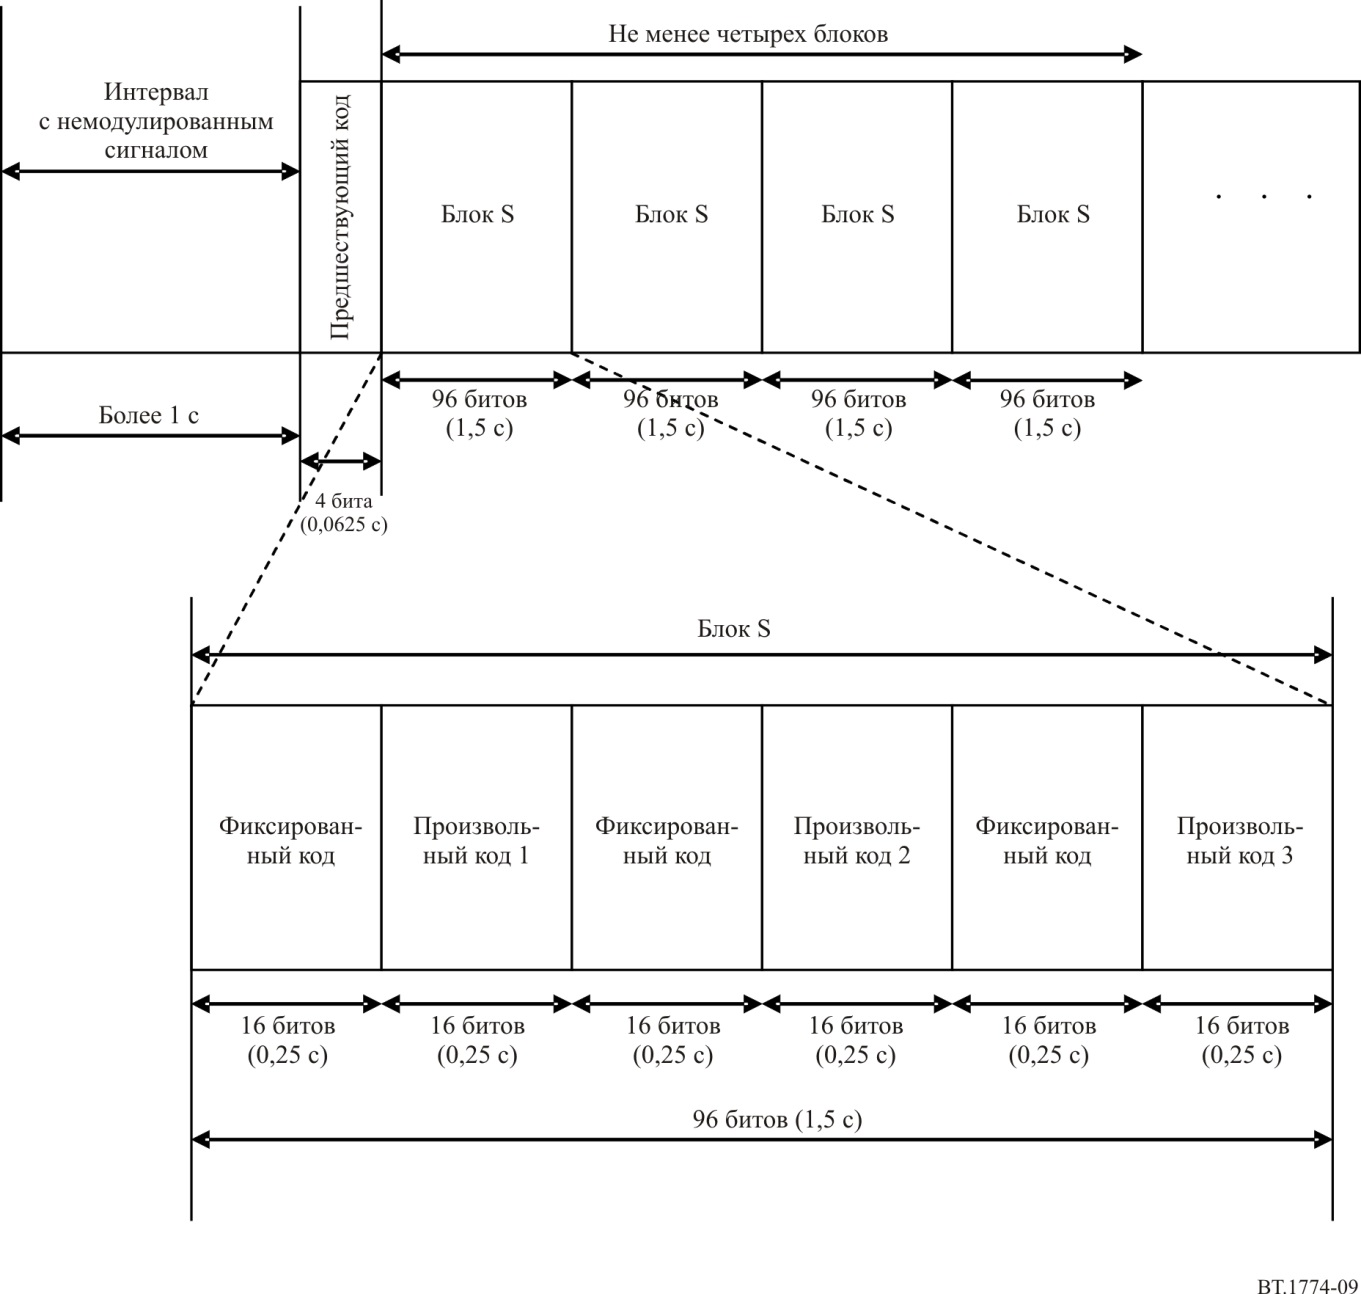 Не менее четырех блоков
Интервал
с немодулированным
сигналом
Предшествующий код
Блок S
Блок S
Блок S
Блок S
. . .
96 битов
(1,5 с)
96 битов
(1,5 с)
96 битов
(1,5 с)
96 битов
(1,5 с)
Более 1 с
4 бита
(0,0625 с)
Блок S
Фиксирован-
ный код
Произволь-
ный код 1
Фиксирован-
ный код
Произволь-
ный код 2
Фиксирован-
ный код
Произволь-
ный код 3
16 битов
(0,25 с)
16 битов
(0,25 с)
16 битов
(0,25 с)
16 битов
(0,25 с)
16 битов
(0,25 с)
16 битов
(0,25 с)
96 битов (1,5 с)
BT.1774-09